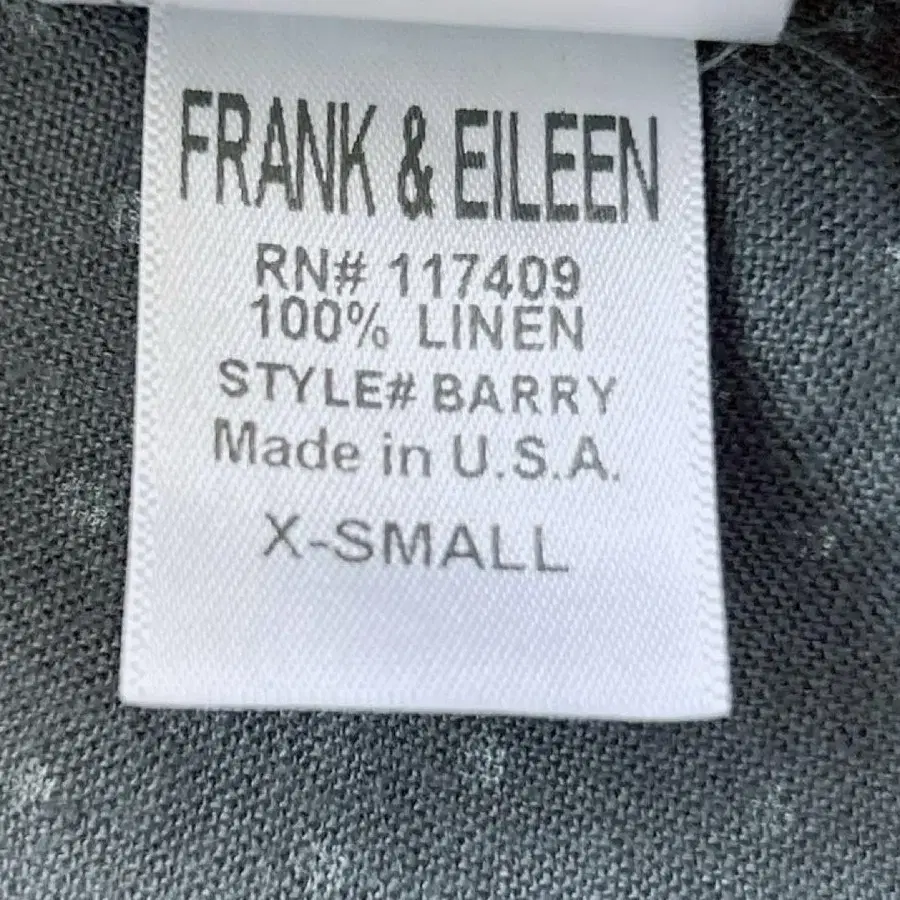 FRANK & EILEEN
RN# 117409
100% LINEN
STYLE# BARRY
Made in U.S.A.
X-SMALL